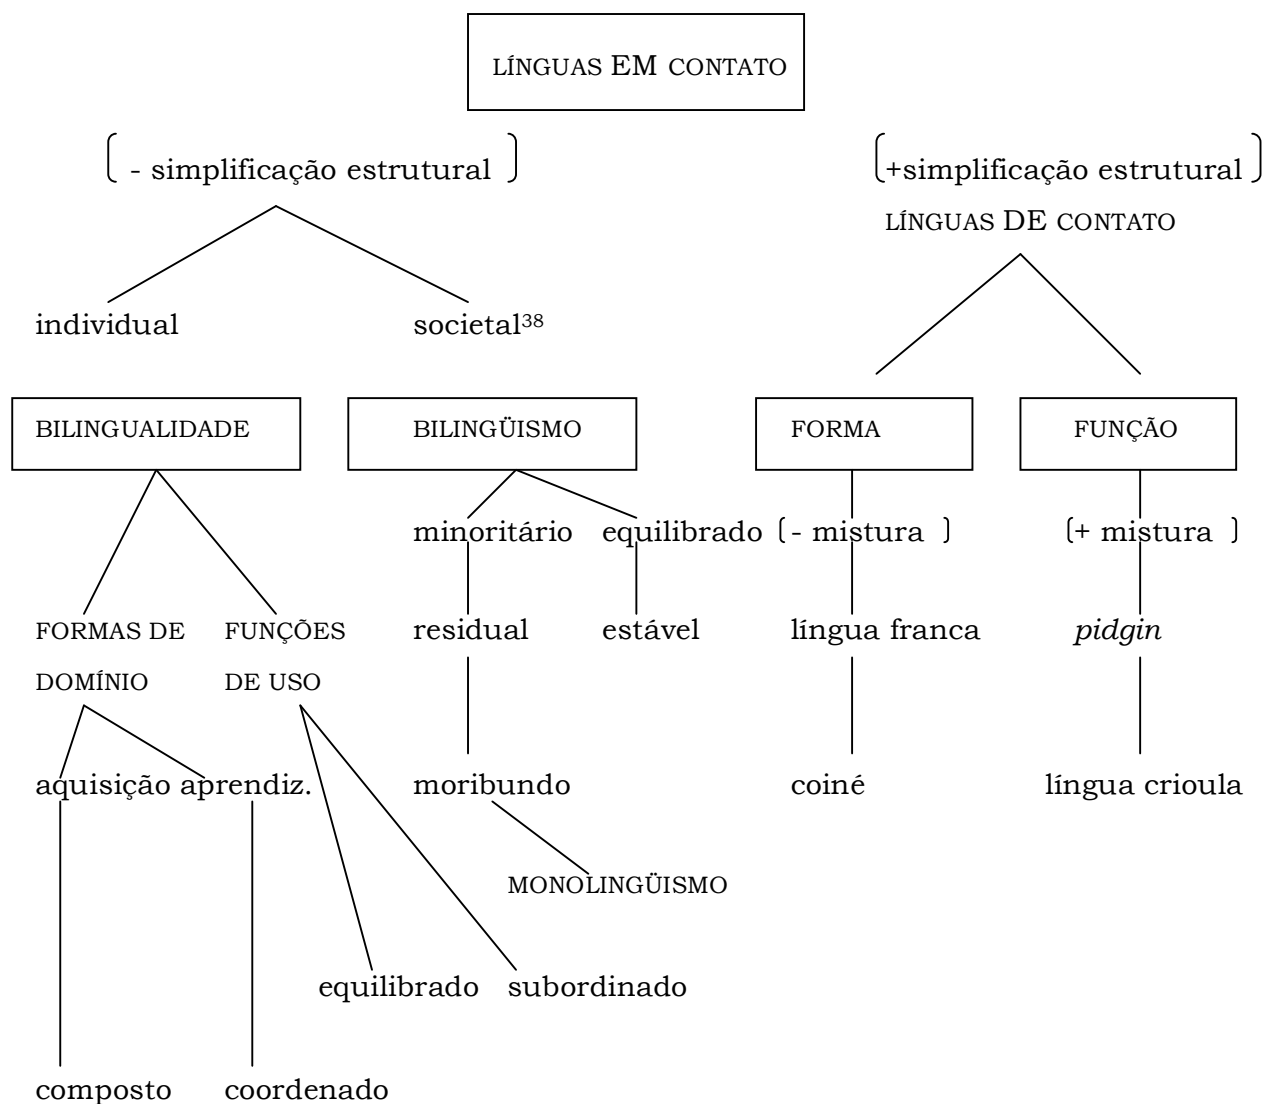 LÍNGUAS EM CONTATO
- simplificação estrutural
+simplificação estrutural
LÍNGUAS DE CONTATO
individual
societal38
BILINGUALIDADE
BILINGÜISMO
FORMA
FUNÇÃO
minoritário
equilibrado
- mistura
+ mistura
FORMAS DE
DOMÍNIO
FUNÇÕES
DE USO
residual
estável
língua franca
pidgin
aquisição
aprendiz.
moribundo
coiné
língua crioula
MONOLINGÜISMO
equilibrado
subordinado
composto
coordenado